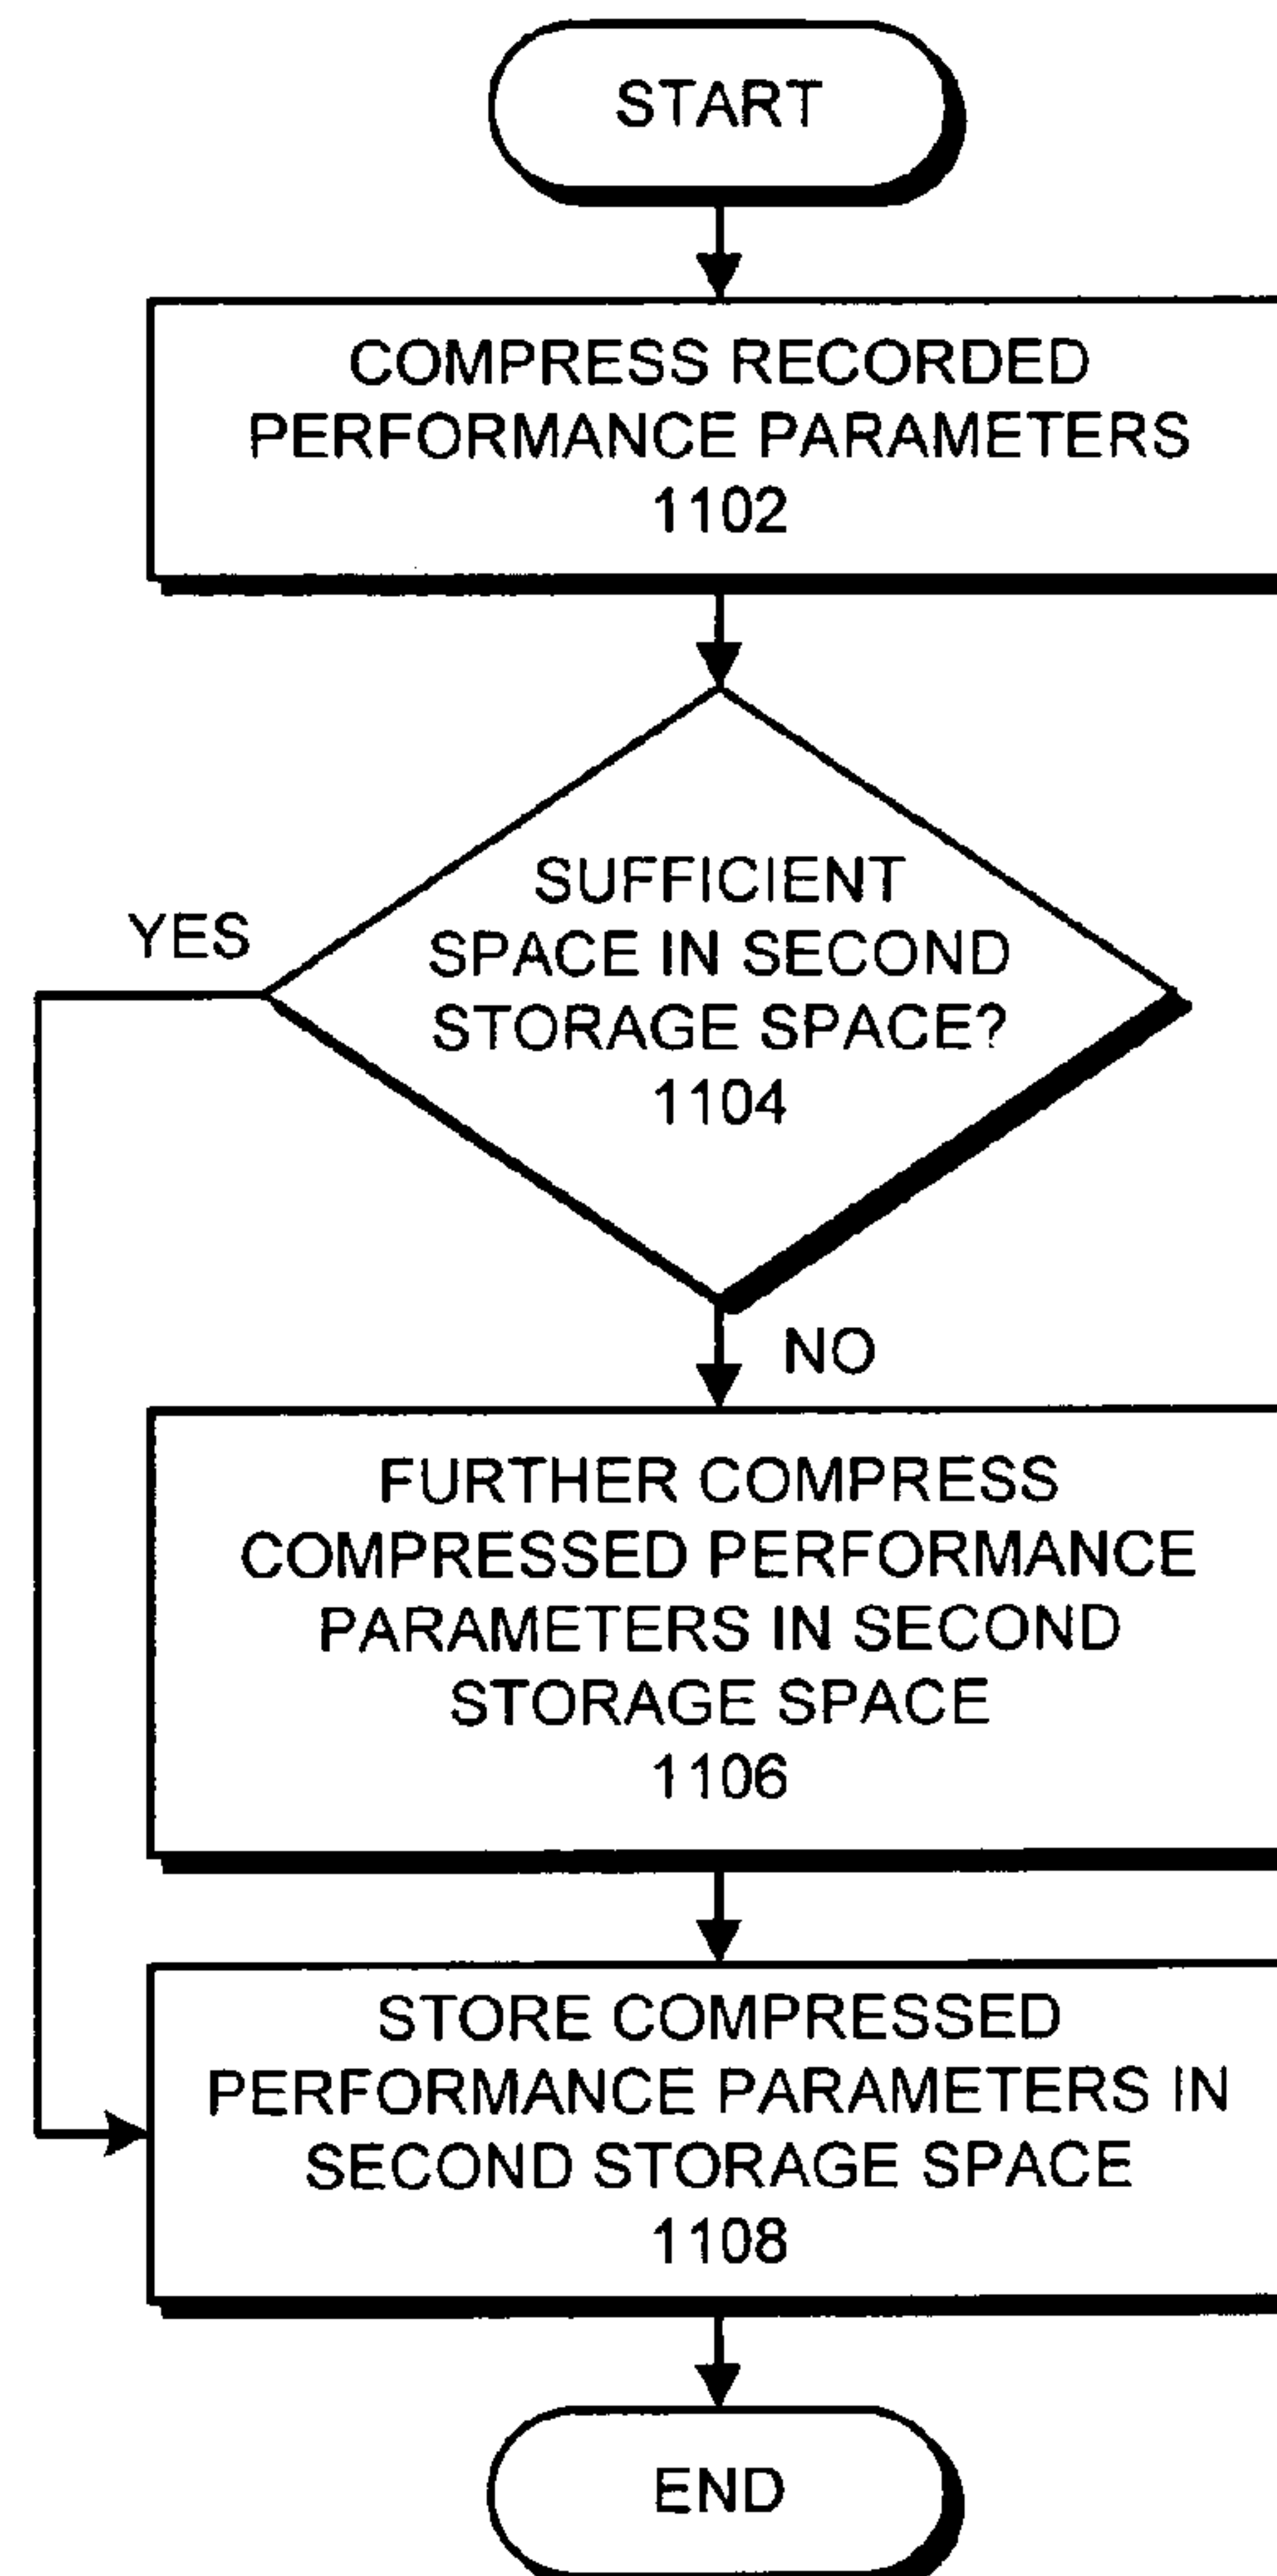 START
COMPRESS RECORDED
PERFORMANCE PARAMETERS
1102
SUFFICIENT
SPACE IN SECOND
STORAGE SPACE?
1104
YES
NO
FURTHER COMPRESS
COMPRESSED PERFORMANCE
PARAMETERS IN SECOND
STORAGE SPACE
1106
STORE COMPRESSED
PERFORMANCE PARAMETERS IN
SECOND STORAGE SPACE
1108
END